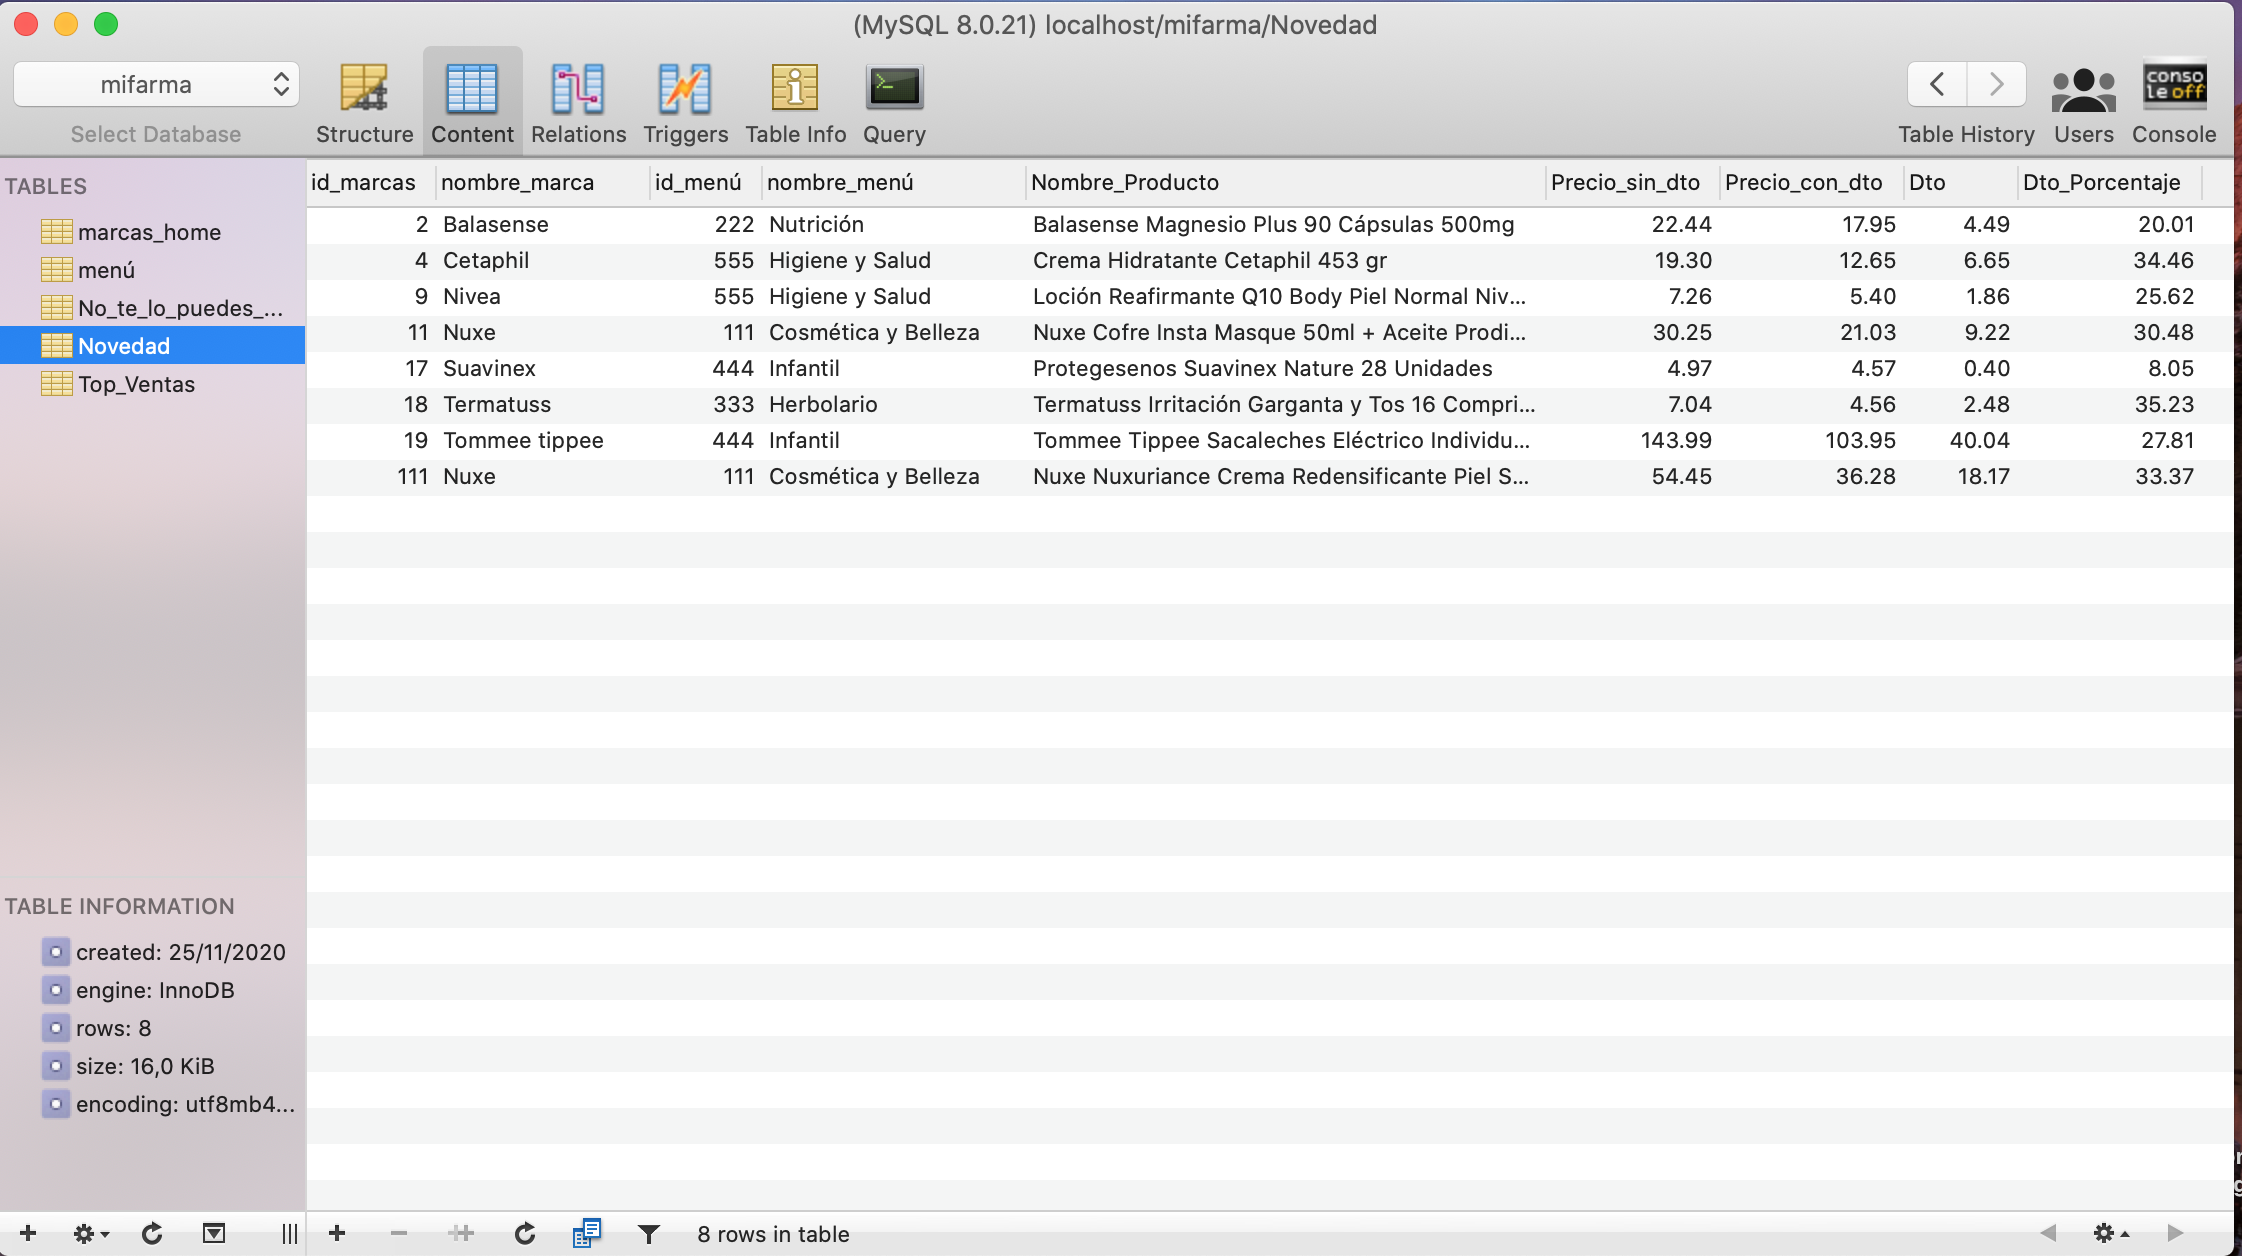 (MySQL 8.0.21) localhost/mifarma/Novedad
mifarma
Select Database
Structure
Content
Relations
Triggers
Table Info
Query
Table History
Users
conso
le off
Console
TABLES
marcas_home
menú
No_te_lo_puedes_...
Novedad
Top_Ventas
id_marcas nombre_marca id_menú nombre_menú Nombre_Producto Precio_sin_dto Precio_con_dto Dto Dto_Porcentaje
2 Balasense 222 Nutrición Balasense Magnesio Plus 90 Cápsulas 500mg 22.44 17.95 4.49 20.01
4 Cetaphil 555 Higiene y Salud Crema Hidratante Cetaphil 453 gr 19.30 12.65 6.65 34.46
9 Nivea 555 Higiene y Salud Loción Reafirmante Q10 Body Piel Normal Niv... 7.26 5.40 1.86 25.62
11 Nuxe 111 Cosmética y Belleza Nuxe Cofre Insta Masque 50ml + Aceite Prodi... 30.25 21.03 9.22 30.48
17 Suavinex 444 Infantil Protegesenos Suavinex Nature 28 Unidades 4.97 4.57 0.40 8.05
18 Termatuss 333 Herbolario Termatuss Irritación Garganta y Tos 16 Compri... 7.04 4.56 2.48 35.23
19 Tommee tippee 444 Infantil Tommee Tippee Sacaleches Eléctrico Individu... 143.99 103.95 40.04 27.81
111 Nuxe 111 Cosmética y Belleza Nuxe Nuxuriance Crema Redensificante Piel S... 54.45 36.28 18.17 33.37
TABLE INFORMATION
created: 25/11/2020
engine: InnoDB
rows: 8
size: 16,0 KiB
encoding: utf8mb4...
8 rows in table